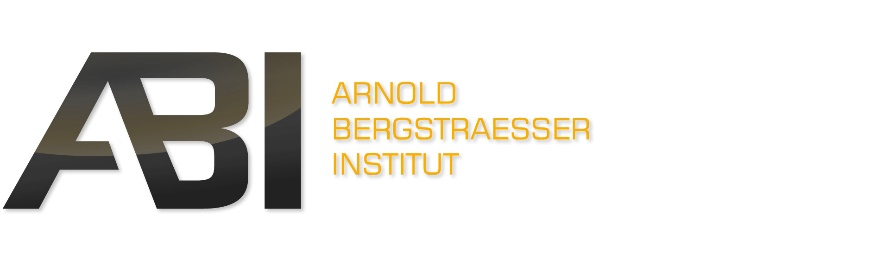 ABI
ARNOLD
BERGSTRAESSER
INSTITUT